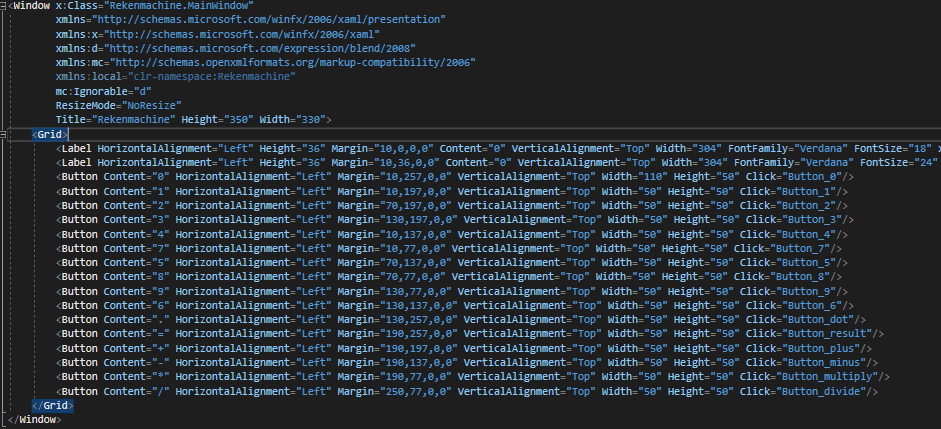 <Window x:Class="Rekenmachine.MainWindow"
xmlns="http://schemas.microsoft.com/winfx/2006/xaml/presentation"
xmlns:x="http://schemas.microsoft.com/winfx/2006/xaml"
xmlns:d="http://schemas.microsoft.com/expression/blend/2008"
xmlns:mc="http://schemas.openxmlformats.org/markup-compatibility/2006"
xmlns:local="clr-namespace:Rekenmachine"
mc:Ignorable="d"
ResizeMode="NoResize"
Title="Rekenmachine" Height="350" Width="330">
<Grid>
<Label HorizontalAlignment="Left" Height="36" Margin="10,0,0,0" Content="0" VerticalAlignment="Top" Width="304" FontFamily="Verdana" FontSize="18" x
<Label HorizontalAlignment="Left" Height="36" Margin="10,36,0,0" Content="0" VerticalAlignment="Top" Width="304" FontFamily="Verdana" FontSize="24"
<Button Content="0" HorizontalAlignment="Left" Margin="10,257,0,0" VerticalAlignment="Top" Width="110" Height="50" Click="Button_0"/>
<Button Content="1" HorizontalAlignment="Left" Margin="10,197,0,0" VerticalAlignment="Top" Width="50" Height="50" Click="Button_1"/>
<Button Content="2" HorizontalAlignment="Left" Margin="70,197,0,0" VerticalAlignment="Top" Width="50" Height="50" Click="Button_2"/>
<Button Content="3" HorizontalAlignment="Left" Margin="130,197,0,0" VerticalAlignment="Top" Width="50" Height="50" Click="Button_3"/>
<Button Content="4" HorizontalAlignment="Left" Margin="10,137,0,0" VerticalAlignment="Top" Width="50" Height="50" Click="Button_4"/>
<Button Content="7" HorizontalAlignment="Left" Margin="10,77,0,0" VerticalAlignment="Top" Width="50" Height="50" Click="Button_7"/>
<Button Content="5" HorizontalAlignment="Left" Margin="70,137,0,0" VerticalAlignment="Top" Width="50" Height="50" Click="Button_5"/>
<Button Content="8" HorizontalAlignment="Left" Margin="70,77,0,0" VerticalAlignment="Top" Width="50" Height="50" Click="Button_8"/>
<Button Content="9" HorizontalAlignment="Left" Margin="130,77,0,0" VerticalAlignment="Top" Width="50" Height="50" Click="Button_9"/>
<Button Content="6" HorizontalAlignment="Left" Margin="130,137,0,0" VerticalAlignment="Top" Width="50" Height="50" Click="Button_6"/>
<Button Content="." HorizontalAlignment="Left" Margin="130,257,0,0" VerticalAlignment="Top" Width="50" Height="50" Click="Button_dot"/>
<Button Content="=" HorizontalAlignment="Left" Margin="190,257,0,0" VerticalAlignment="Top" Width="50" Height="50" Click="Button_result"/>
<Button Content="+" HorizontalAlignment="Left" Margin="190,197,0,0" VerticalAlignment="Top" Width="50" Height="50" Click="Button_plus"/>
<Button Content="-" HorizontalAlignment="Left" Margin="190,137,0,0" VerticalAlignment="Top" Width="50" Height="50" Click="Button_minus"/>
<Button Content="*" HorizontalAlignment="Left" Margin="190,77,0,0" VerticalAlignment="Top" Width="50" Height="50" Click="Button_multiply"/>
<Button Content="/" HorizontalAlignment="Left" Margin="250,77,0,0" VerticalAlignment="Top" Width="50" Height="50" Click="Button_divide"/>
</Grid>
</Window>